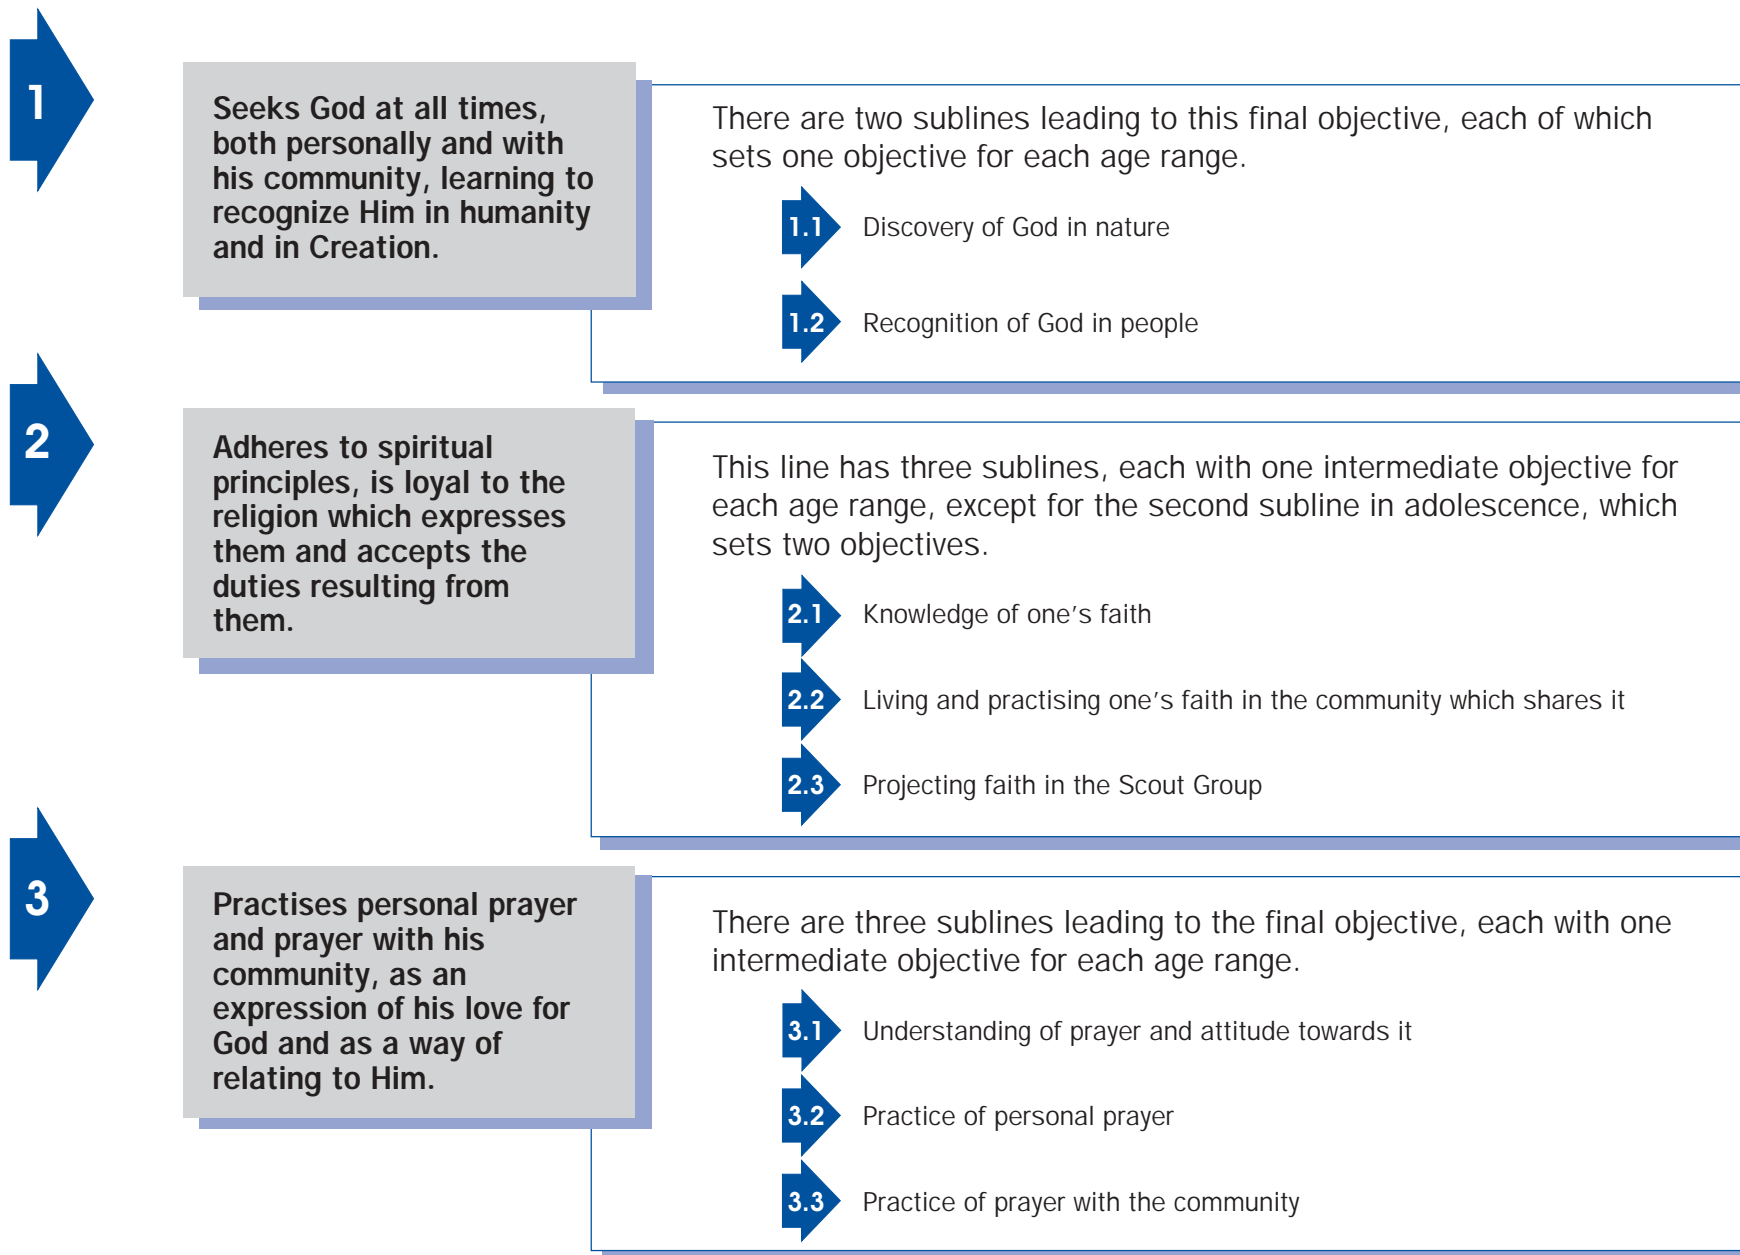 1
Seeks God at all times,
both personally and with
his community, learning to
recognize Him in humanity
and in Creation.
There are two sublines leading to this final objective, each of which
sets one objective for each age range.
1.1 Discovery of God in nature
1.2 Recognition of God in people
2
Adheres to spiritual
principles, is loyal to the
religion which expresses
them and accepts the
duties resulting from
them.
This line has three sublines, each with one intermediate objective for
each age range, except for the second subline in adolescence, which
sets two objectives.
2.1 Knowledge of one's faith
2.2 Living and practising one's faith in the community which shares it
2.3 Projecting faith in the Scout Group
3
Practises personal prayer
and prayer with his
community, as an
expression of his love for
God and as a way of
relating to Him.
There are three sublines leading to the final objective, each with one
intermediate objective for each age range.
3.1 Understanding of prayer and attitude towards it
3.2 Practice of personal prayer
3.3 Practice of prayer with the community